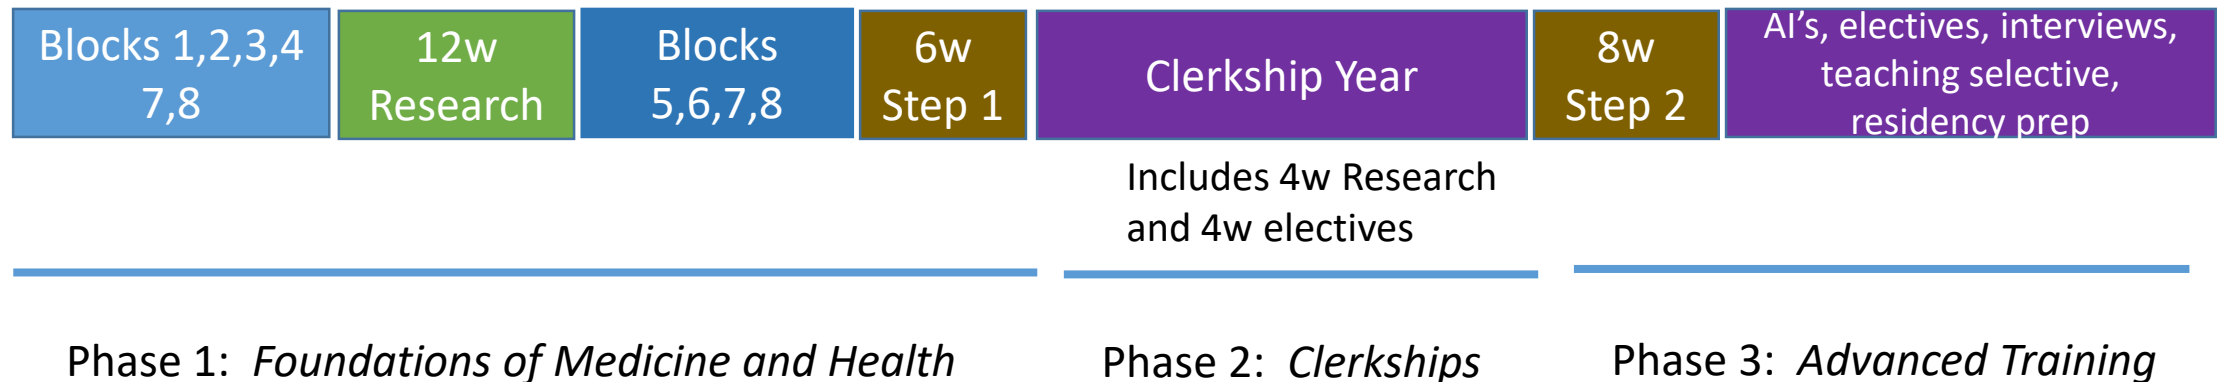 Blocks 1,2,3,4
7,8
12w
Research
Blocks
5,6,7,8
6w
Step 1
Clerkship Year
8w
Step 2
AI’s, electives, interviews,
teaching selective,
residency prep
Includes 4w Research
and 4w electives
Phase 1: Foundations of Medicine and Health
Phase 2: Clerkships
Phase 3: Advanced Training